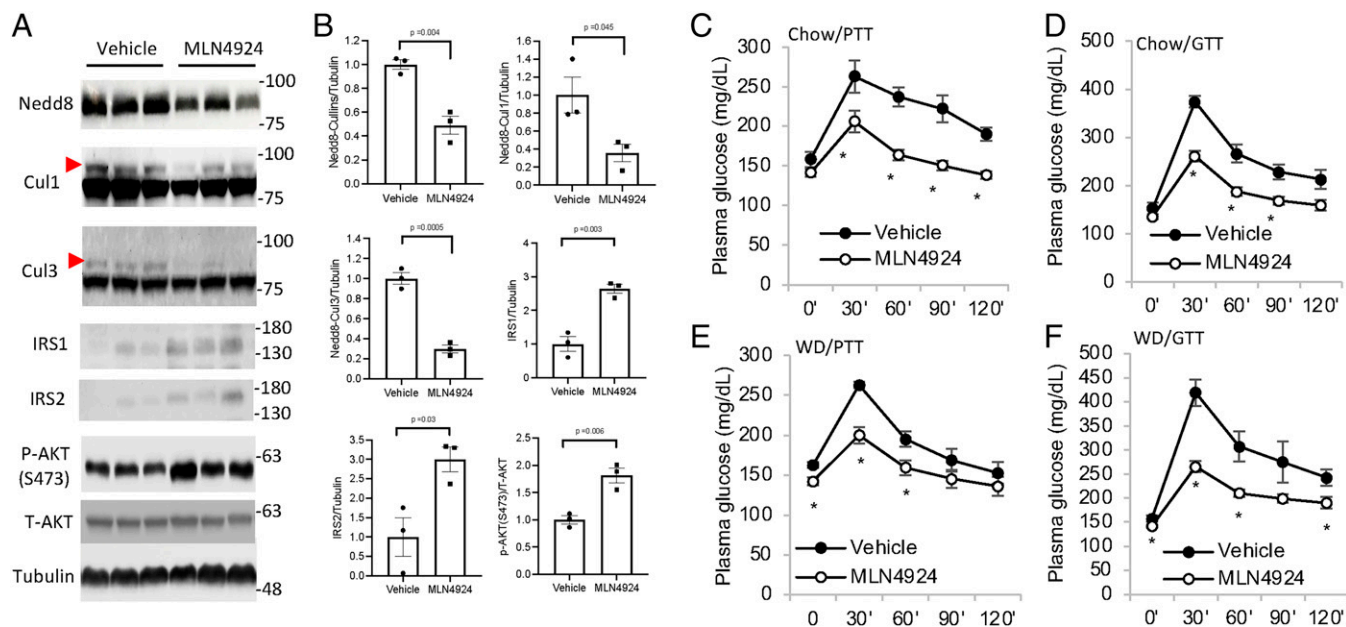 A
Vehicle MLN4924
Nedd8
-100
-75
Cul1
-100
-75
Cul3
-100
-75
IRS1
-180
-130
IRS2
-180
-130
P-AKT
(S473)
-63
T-AKT
-63
Tubulin
-48
B
p =0.004
Nedd8-Cullins/Tubulin
1.2
1.0
0.8
0.6
0.4
0.2
0.0
Vehicle MLN4924
p =0.045
Nedd8-Cul1/Tubulin
1.4
1.2
1.0
0.8
0.6
0.4
0.2
0.0
Vehicle MLN4924
p =0.0005
Nedd8-Cul3/Tubulin
1.4
1.2
1.0
0.8
0.6
0.4
0.2
0.0
Vehicle MLN4924
p =0.003
IRS1/Tubulin
4
3
2
1
0
Vehicle MLN4924
p =0.03
IRS2/Tubulin
3.5
3.0
2.5
2.0
1.5
1.0
0.5
0.0
Vehicle MLN4924
p =0.006
p-AKT(S473)/T-AKT
2.5
2.0
1.5
1.0
0.5
0.0
Vehicle MLN4924
C
Chow/PTT
Plasma glucose (mg/dL)
300
250
200
150
100
50
0
* * * *
Vehicle
MLN4924
0' 30' 60' 90' 120'
D
Chow/GTT
Plasma glucose (mg/dL)
500
400
300
200
100
0
* * *
Vehicle
MLN4924
0' 30' 60' 90' 120'
E
WD/PTT
Plasma glucose (mg/dL)
300
250
200
150
100
50
0
* * *
Vehicle
MLN4924
0 30' 60' 90' 120'
F
WD/GTT
Plasma glucose (mg/dL)
500
450
400
350
300
250
200
150
100
50
0
* * * *
Vehicle
MLN4924
0' 30' 60' 90' 120'